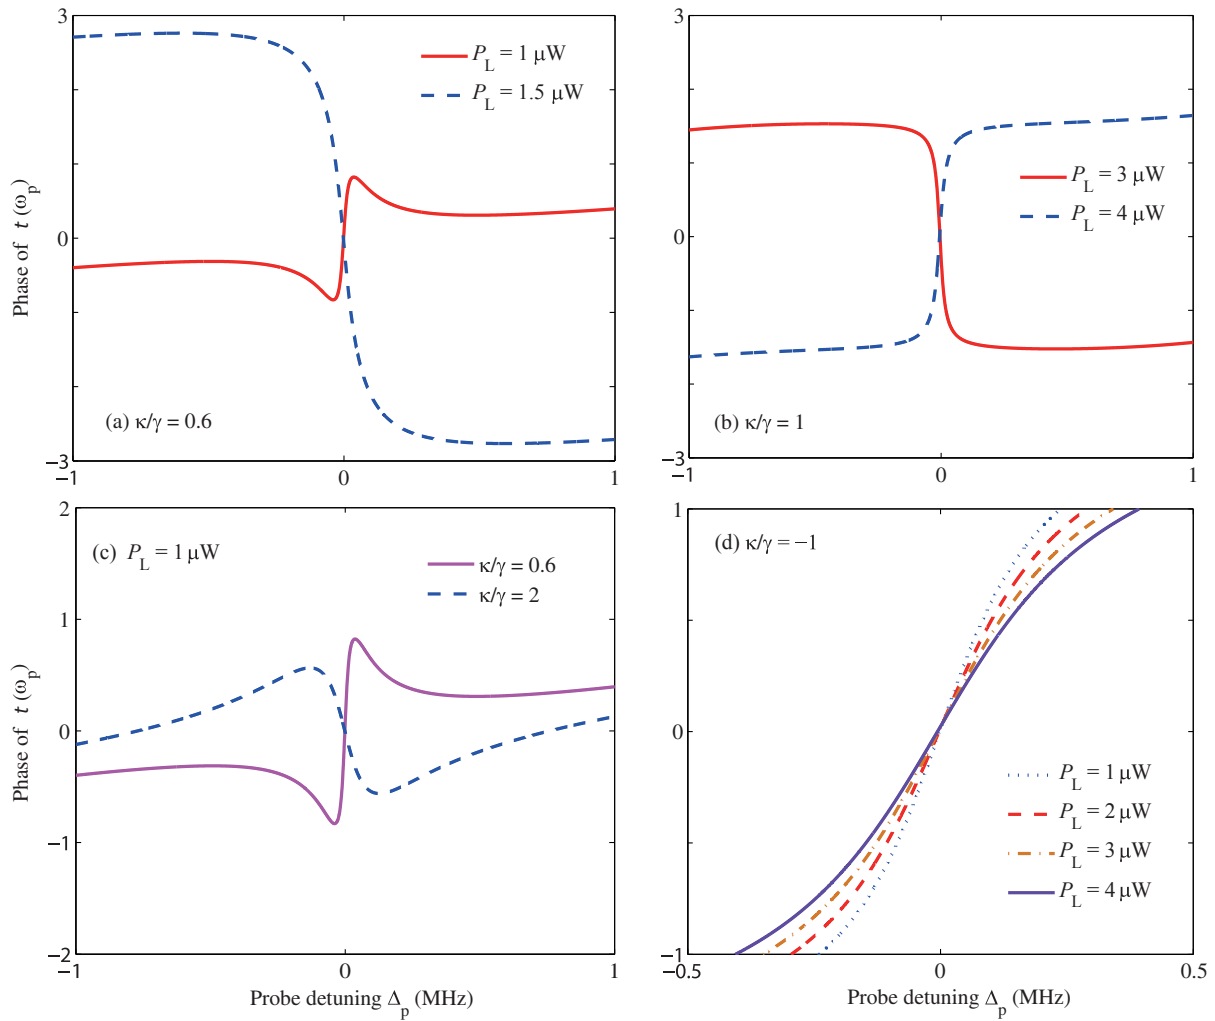 3
0
−3
−1
0
1
Phase of t (ωp)
P_L = 1 μW
P_L = 1.5 μW
(a) κ/γ = 0.6
3
0
−3
−1
0
1
P_L = 3 μW
P_L = 4 μW
(b) κ/γ = 1
2
1
0
−1
−2
−1
0
1
Phase of t (ω_p)
(c) P_L = 1 μW
κ/γ = 0.6
κ/γ = 2
Probe detuning Δ_p (MHz)
1
0
−1
−0.5
0
0.5
(d) κ/γ = −1
P_L = 1 μW
P_L = 2 μW
P_L = 3 μW
P_L = 4 μW
Probe detuning Δ_p (MHz)